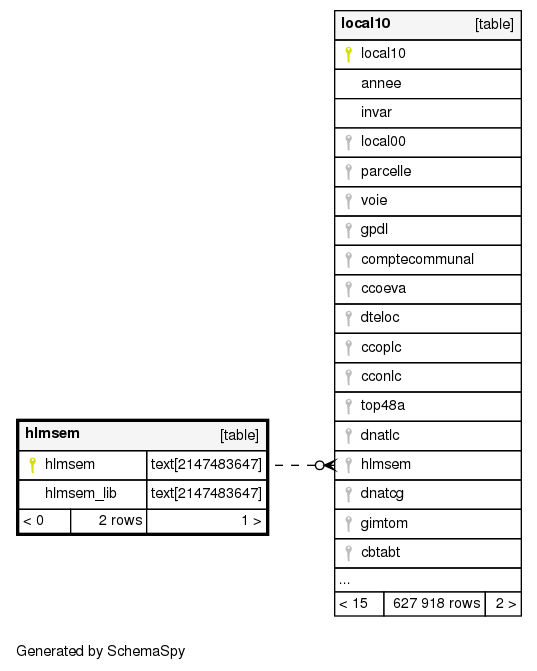 local10 [table]
local10
annee
invar
local00
parcelle
voie
gpdl
comptecommunal
ccoeva
dteloc
ccoplc
cconlc
top48a
dnatlc
hlmsem
dnatcg
gimtom
cbtabt
...
< 15 627 918 rows 2 >
hlmsem [table]
hlmsem text[2147483647]
hlmsem_lib text[2147483647]
< 0 2 rows 1 >
Generated by SchemaSpy